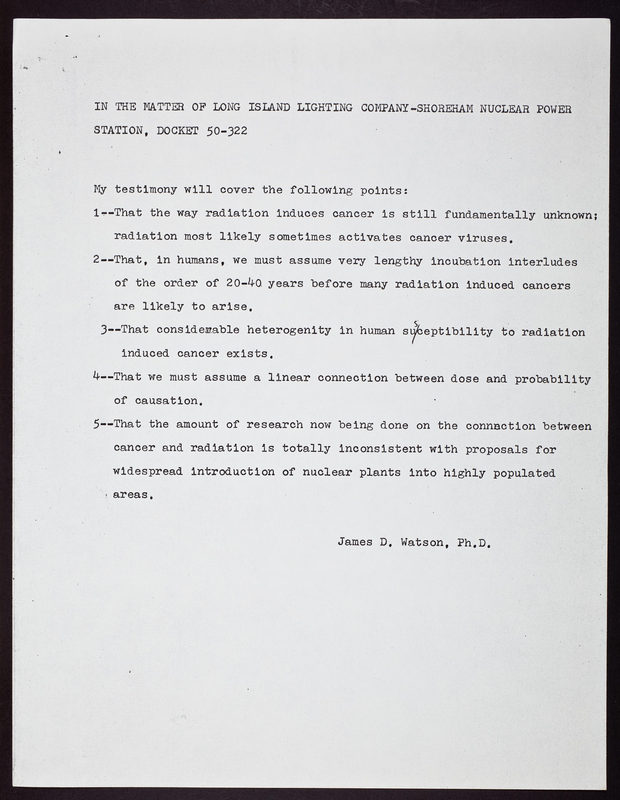 IN THE MATTER OF LONG ISLAND LIGHTING COMPANY-SHOREHAM NUCLEAR POWER
STATION, DOCKET 50-322
My testimony will cover the following points:
1--That the way radiation induces cancer is still fundamentally unknown;
radiation most likely sometimes activates cancer viruses.
2--That, in humans, we must assume very lengthy incubation interludes
of the order of 20-40 years before many radiation induced cancers
are likely to arise.
3--That considerable heterogenity in human susceptibility to radiation
induced cancer exists.
4--That we must assume a linear connection between dose and probability
of causation.
5--That the amount of research now being done on the connnction between
cancer and radiation is totally inconsistent with proposals for
widespread introduction of nuclear plants into highly populated
areas.
James D. Watson, Ph.D.